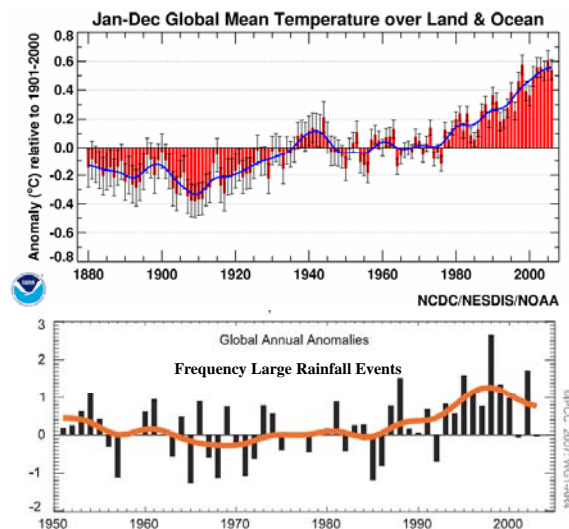 Jan-Dec Global Mean Temperature over Land & Ocean
Anomaly (°C) relative to 1901-2000
0.8
0.6
0.4
0.2
0.0
-0.2
-0.4
-0.6
-0.8
1880 1900 1920 1940 1960 1980 2000
NCDC/NESDIS/NOAA
3
2
1
0
-1
-2
Global Annual Anomalies
Frequency Large Rainfall Events
1950 1960 1970 1980 1990 2000
2007: